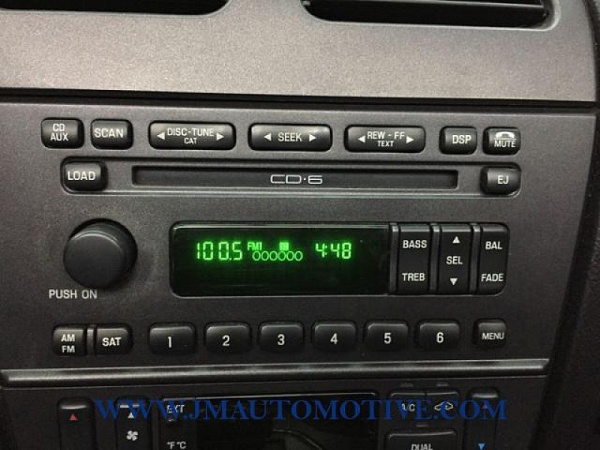 CD AUX SCAN DISC-TUNE CAT SEEK REW - FF TEXT DSP MUTE
LOAD CD·6 EJ
100.5 FM1 4:48
BASS SEL BAL
TREB FADE
PUSH ON
AM FM SAT 1 2 3 4 5 6 MENU
WWW.JMAUTOMOTIVE.COM
EXT A/C
°F °C DUAL